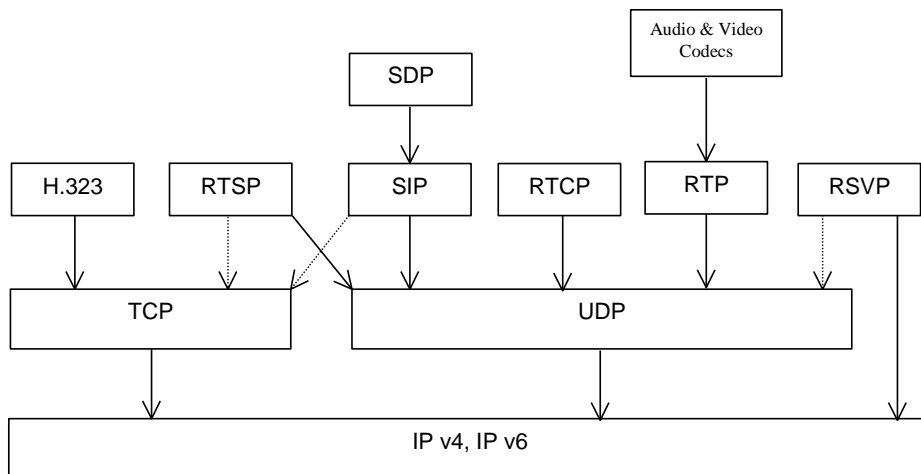 Audio & Video
Codecs
SDP
H.323
RTSP
SIP
RTCP
RTP
RSVP
TCP
UDP
IP v4, IP v6